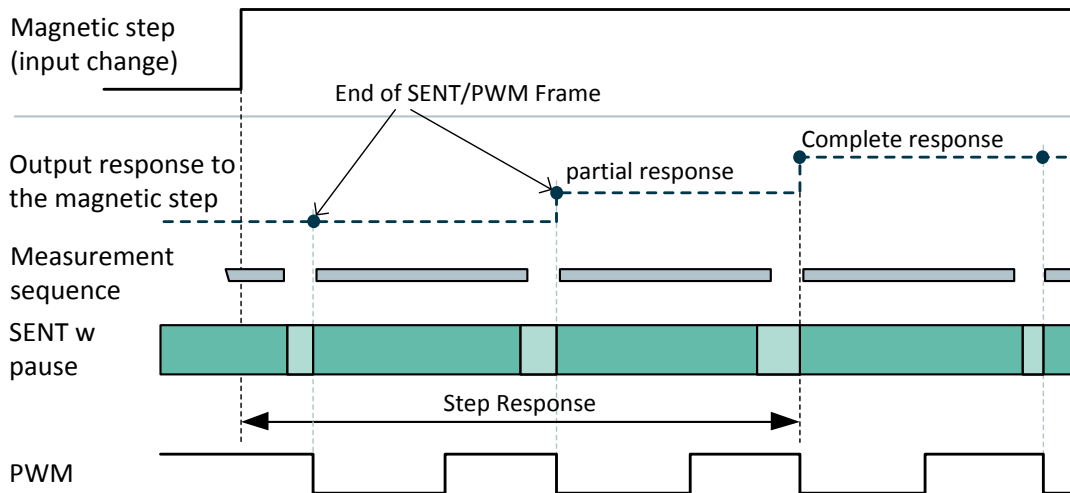 Magnetic step
(input change)
End of SENT/PWM Frame
Complete response
Output response to
the magnetic step
partial response
Measurement
sequence
SENT w
pause
Step Response
PWM